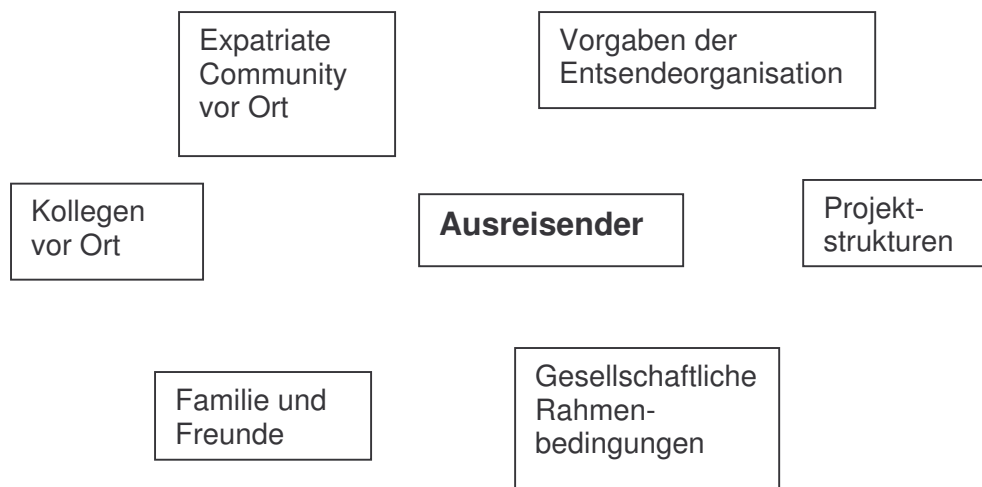 Expatriate
Community
vor Ort
Vorgaben der
Entsendeorganisation
Kollegen
vor Ort
Ausreisender
Projekt-
strukturen
Familie und
Freunde
Gesellschaftliche
Rahmen-
bedingungen